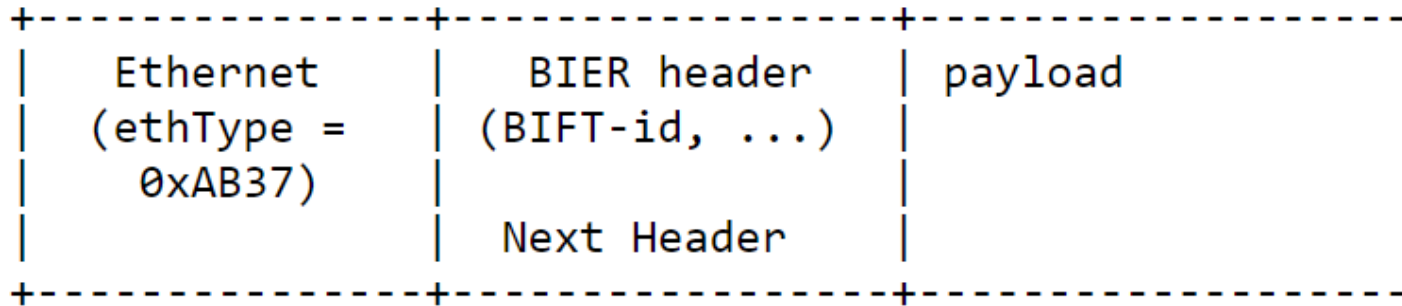 +---------------+-----------------+-------------------
|   Ethernet    |   BIER header   | payload
|  (ethType =   | (BIFT-id, ...)  |
|    0xAB37)    |                 |
|               |  Next Header    |
+---------------+-----------------+-------------------